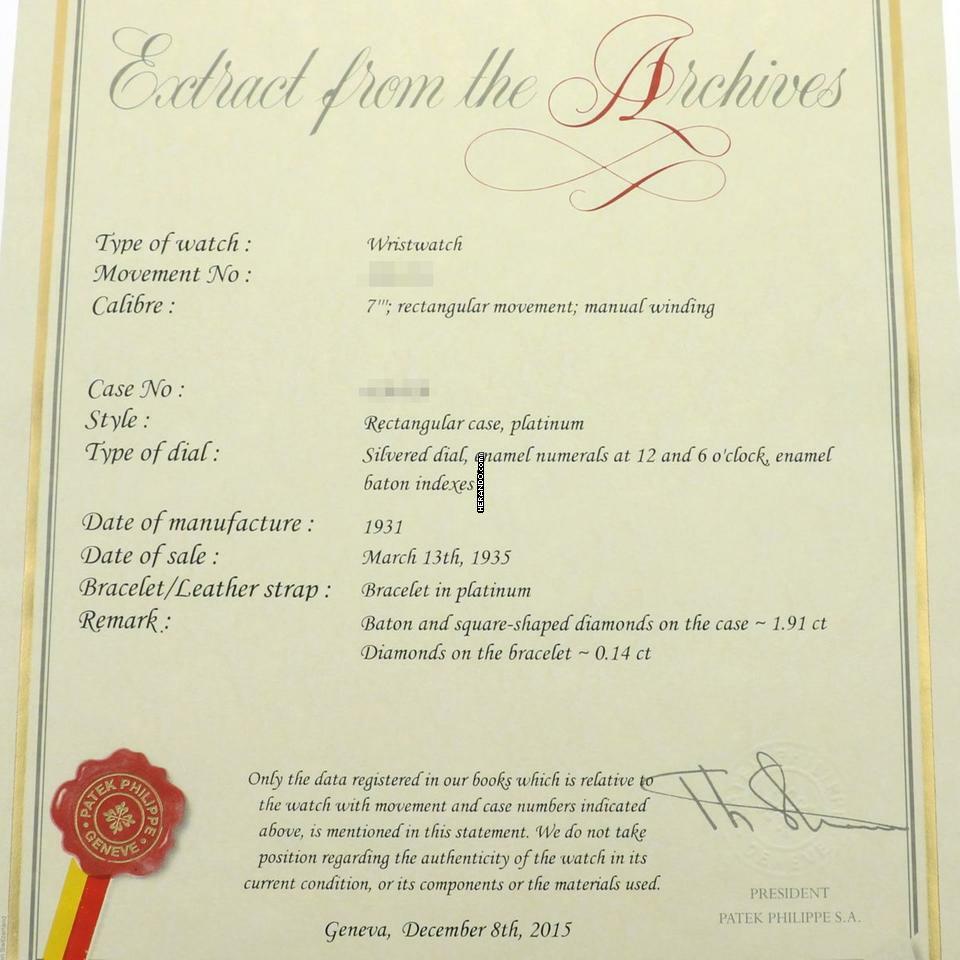 Extract from the Archives
Type of watch : Wristwatch
Movement No :
Calibre : 7'''; rectangular movement; manual winding
Case No :
Style : Rectangular case, platinum
Type of dial : Silvered dial, enamel numerals at 12 and 6 o'clock, enamel
baton indexes
HERANDO.com
Date of manufacture : 1931
Date of sale : March 13th, 1935
Bracelet/Leather strap : Bracelet in platinum
Remark : Baton and square-shaped diamonds on the case ~ 1.91 ct
Diamonds on the bracelet ~ 0.14 ct
PATEK PHILIPPE
GENEVE
Only the data registered in our books which is relative to
the watch with movement and case numbers indicated
above, is mentioned in this statement. We do not take
position regarding the authenticity of the watch in its
current condition, or its components or the materials used.
PRESIDENT
PATEK PHILIPPE S.A.
Geneva, December 8th, 2015